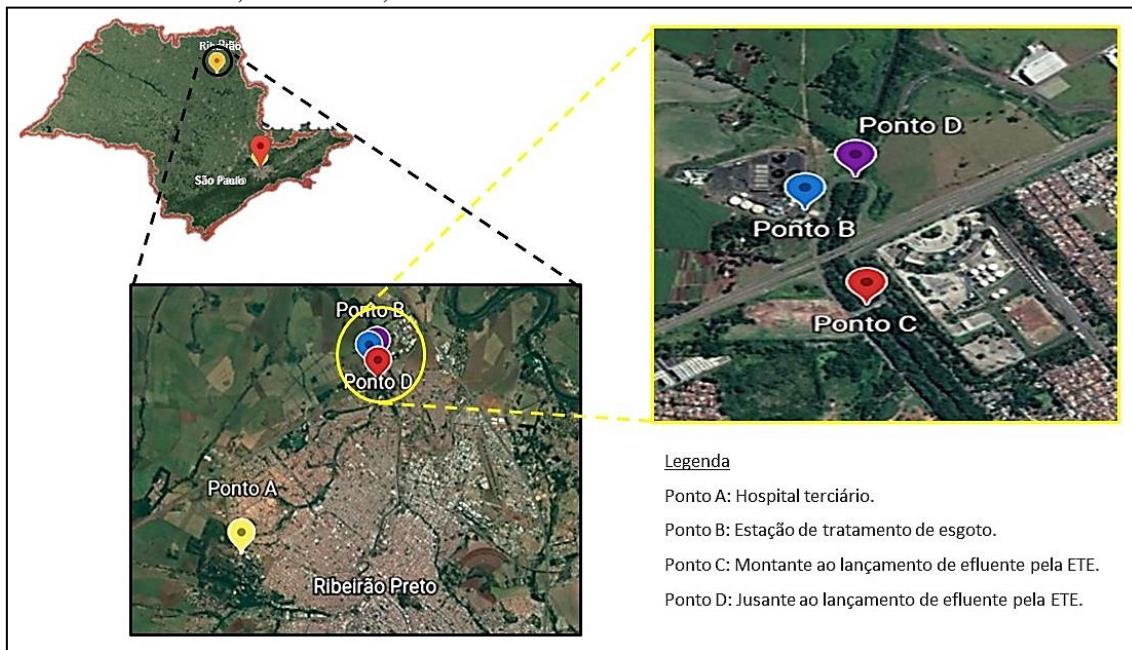 São Paulo
Ponto D
Ponto B
Ponto C
Ponto B
Ponto D
Ponto A
Ribeirão Preto
Legenda
Ponto A: Hospital terciário.
Ponto B: Estação de tratamento de esgoto.
Ponto C: Montante ao lançamento de efluente pela ETE.
Ponto D: Jusante ao lançamento de efluente pela ETE.